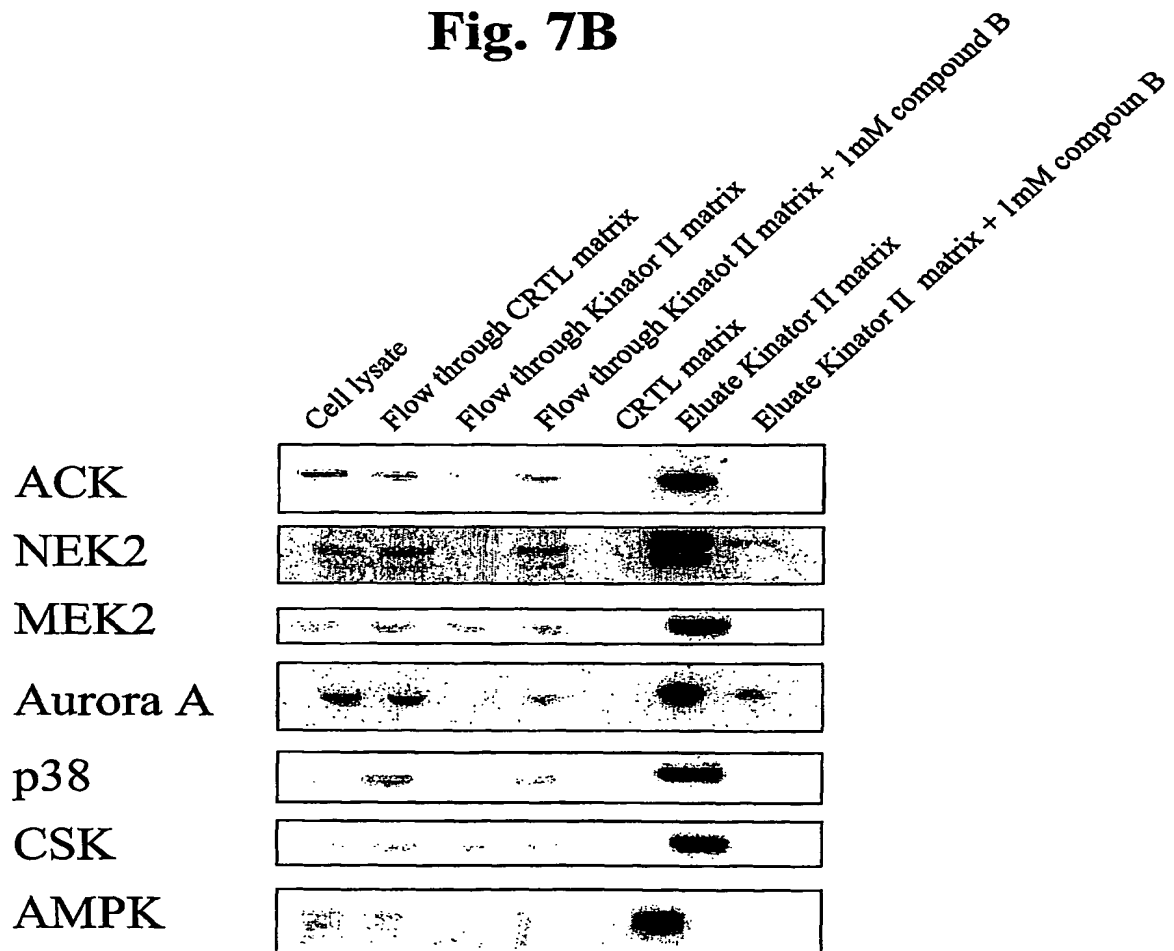 Fig. 7B
Cell lysate
Flow through CRTL matrix
Flow through Kinator II matrix
Flow through Kinatot II matrix + 1mM compound B
CRTL matrix
Eluate Kinator II matrix
Eluate Kinator II matrix + 1mM compoun B
ACK
NEK2
MEK2
Aurora A
p38
CSK
AMPK